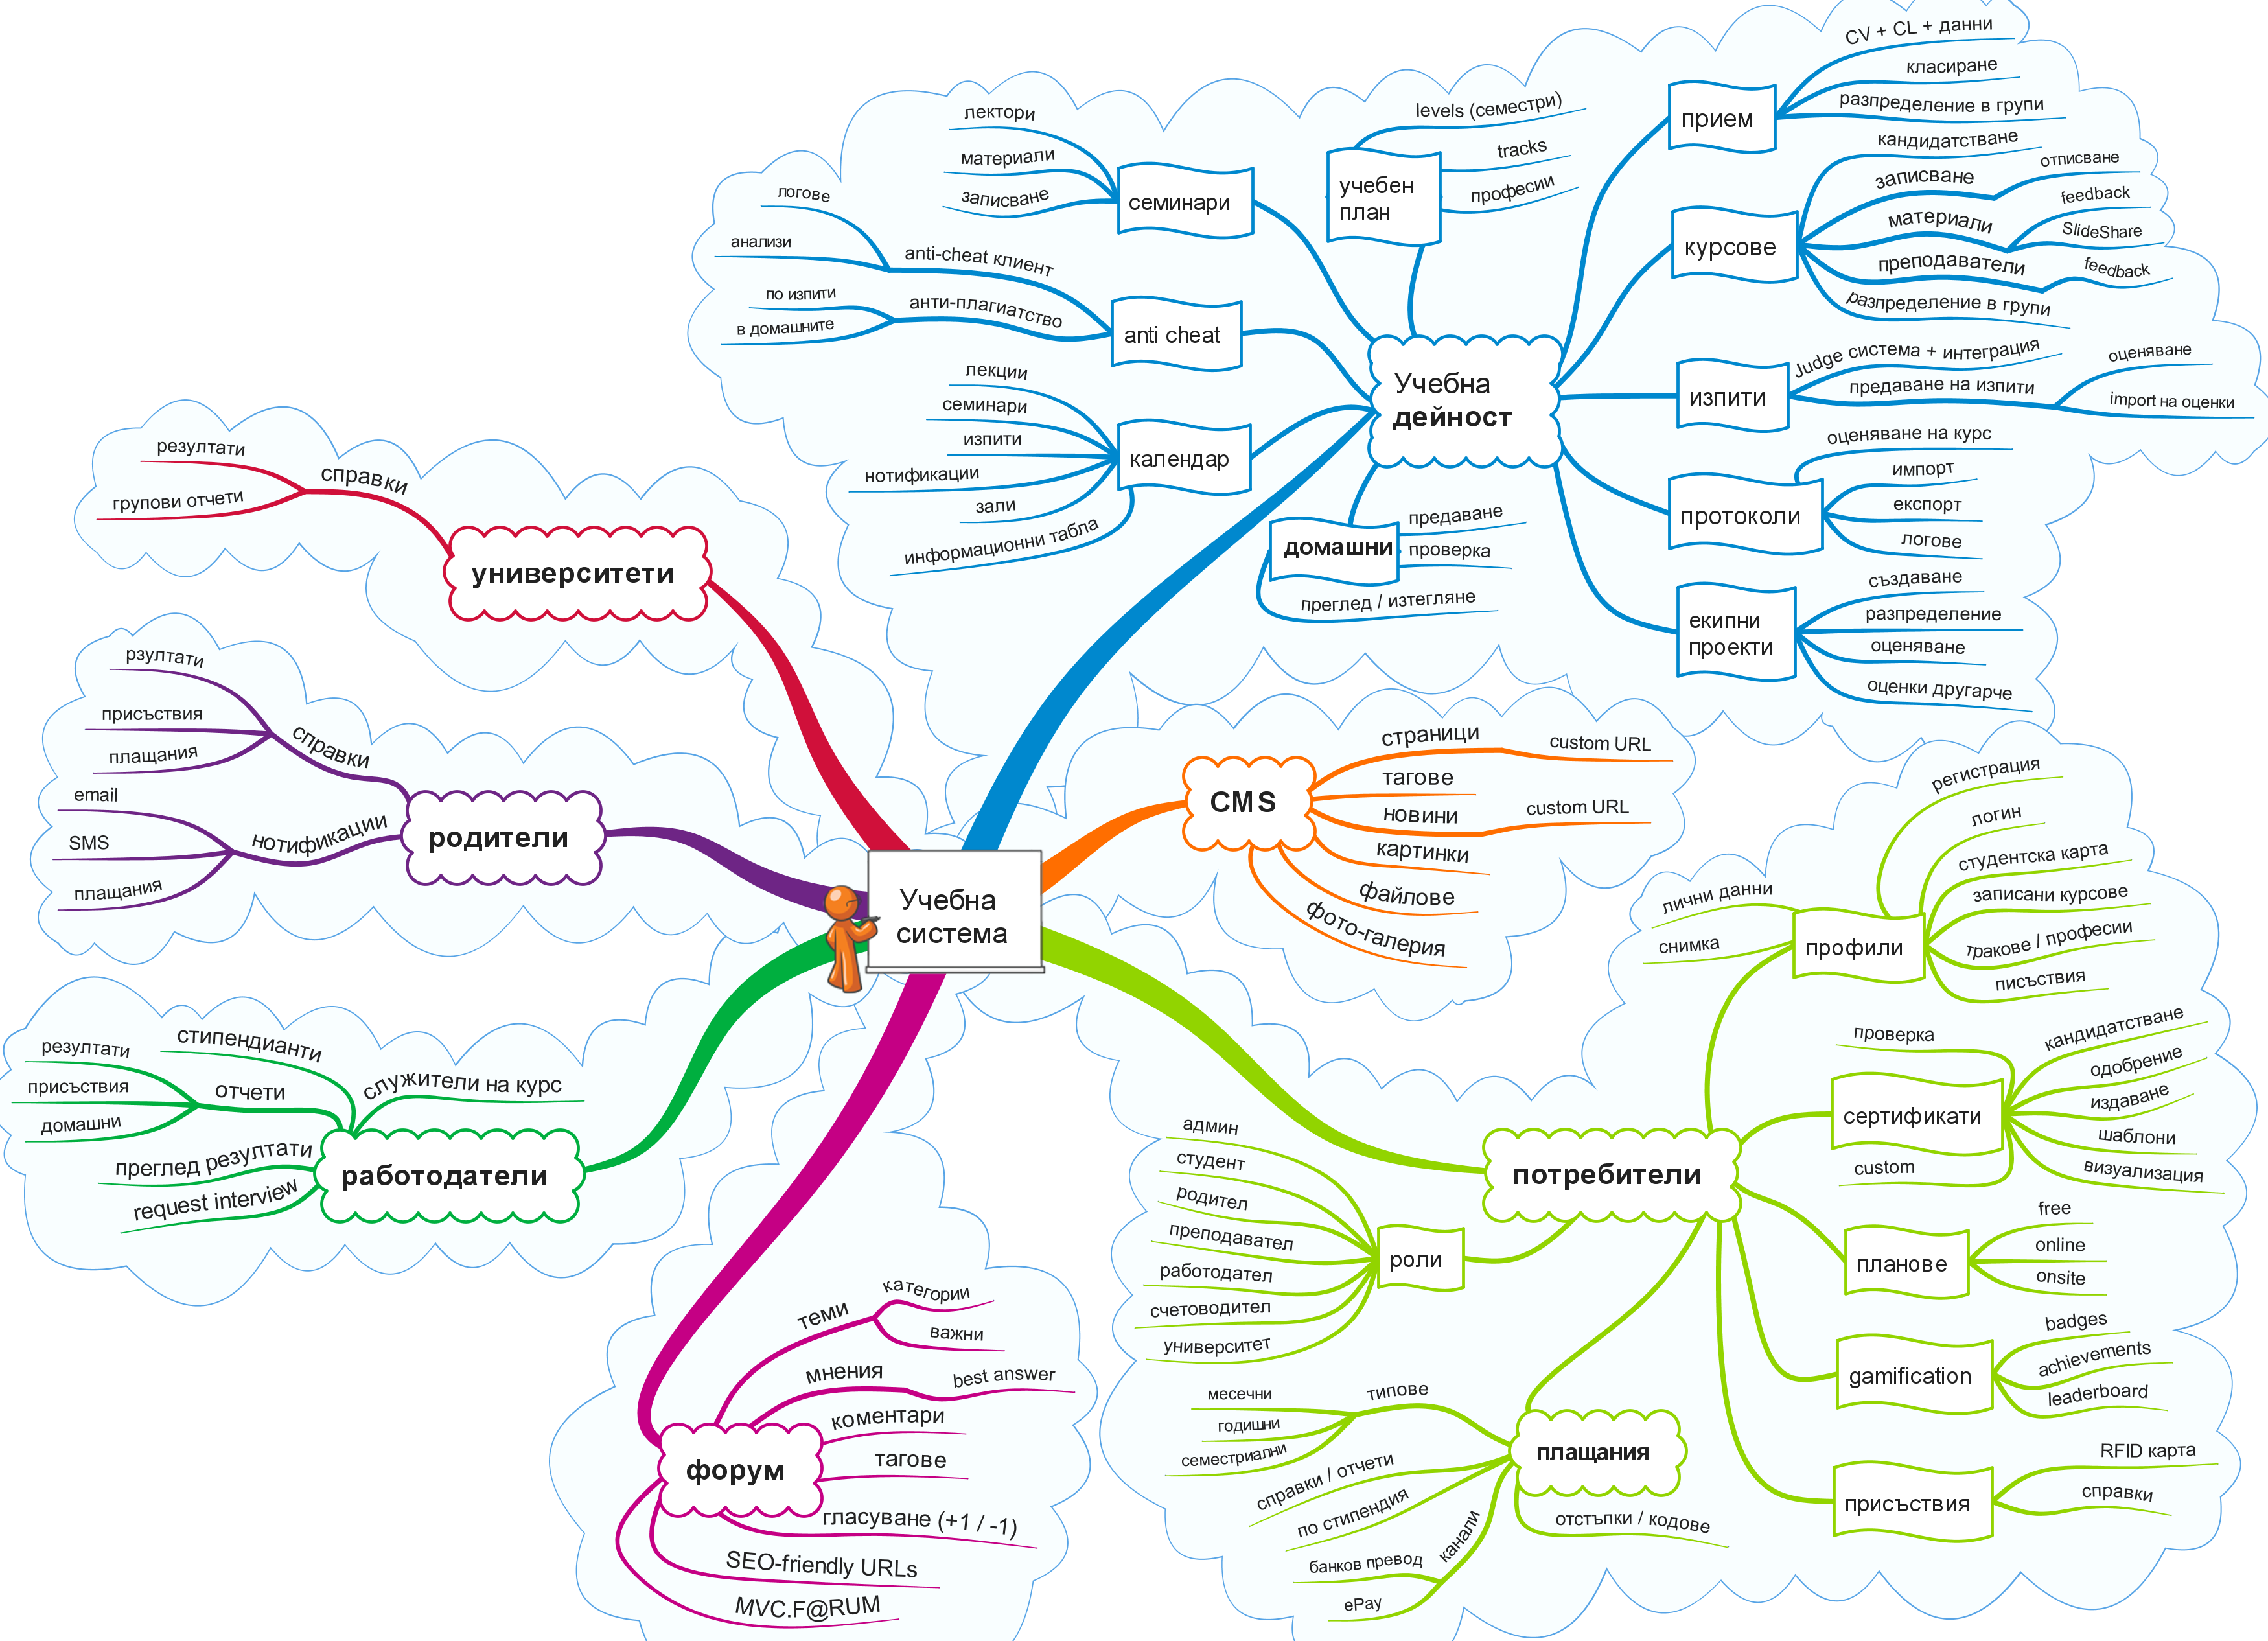 Учебна
система
Учебна
дейност
прием
CV + CL + данни
класиране
разпределение в групи
курсове
кандидатстване
записване
отписване
материали
feedback
SlideShare
преподаватели
feedback
разпределение в групи
изпити
Judge система + интеграция
предаване на изпити
оценяване
import на оценки
протоколи
оценяване на курс
импорт
експорт
логове
екипни
проекти
създаване
разпределение
оценяване
оценки другарче
учебен
план
levels (семестри)
tracks
професии
семинари
лектори
материали
записване
anti cheat
anti-cheat клиент
логове
анализи
анти-плагиатство
по изпити
в домашните
календар
лекции
семинари
изпити
нотификации
зали
информационни табла
домашни
предаване
проверка
преглед / изтегляне
CMS
страници
custom URL
тагове
новини
custom URL
картинки
файлове
фото-галерия
потребители
профили
регистрация
логин
студентска карта
записани курсове
тракове / професии
писъствия
лични данни
снимка
сертификати
проверка
кандидатстване
одобрение
издаване
шаблони
визуализация
custom
планове
free
online
onsite
gamification
badges
achievements
leaderboard
присъствия
RFID карта
справки
роли
админ
студент
родител
преподавател
работодател
счетоводител
университет
плащания
типове
месечни
годишни
семестриални
справки / отчети
по стипендия
канали
банков превод
ePay
отстъпки / кодове
форум
теми
категории
важни
мнения
best answer
коментари
тагове
гласуване (+1 / -1)
SEO-friendly URLs
MVC.F@RUM
работодатели
служители на курс
стипендианти
отчети
резултати
присъствия
домашни
преглед резултати
request interview
родители
справки
рзултати
присъствия
плащания
нотификации
email
SMS
плащания
университети
справки
резултати
групови отчети